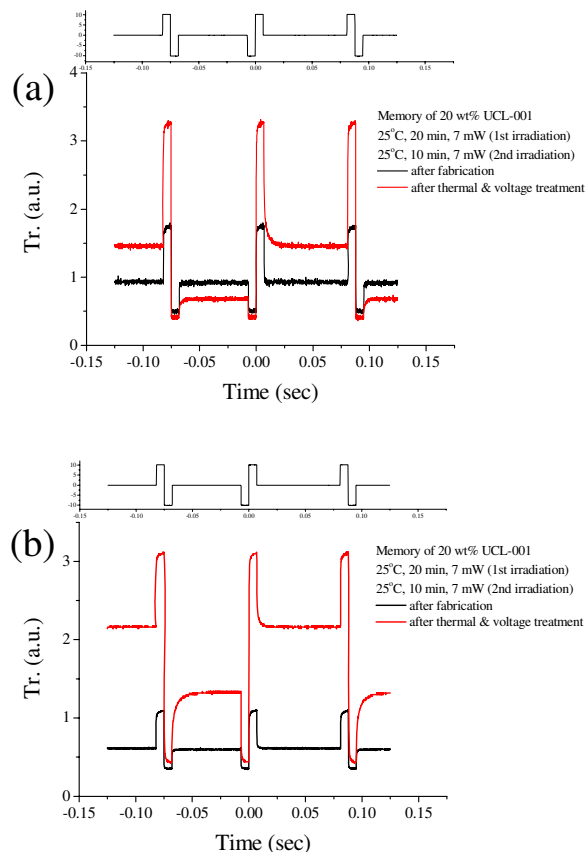 10
5
0
-5
-10
-0.15 -0.10 -0.05 0.00 0.05 0.10 0.15
(a)
4
3
2
1
0
Tr. (a.u.)
Memory of 20 wt% UCL-001
25°C, 20 min, 7 mW (1st irradiation)
25°C, 10 min, 7 mW (2nd irradiation)
after fabrication
after thermal & voltage treatment
-0.15 -0.10 -0.05 0.00 0.05 0.10 0.15
Time (sec)
10
5
0
-5
-10
-0.15 -0.10 -0.05 0.00 0.05 0.10 0.15
(b)
3
2
1
0
Tr. (a.u.)
Memory of 20 wt% UCL-001
25°C, 20 min, 7 mW (1st irradiation)
25°C, 10 min, 7 mW (2nd irradiation)
after fabrication
after thermal & voltage treatment
-0.15 -0.10 -0.05 0.00 0.05 0.10 0.15
Time (sec)